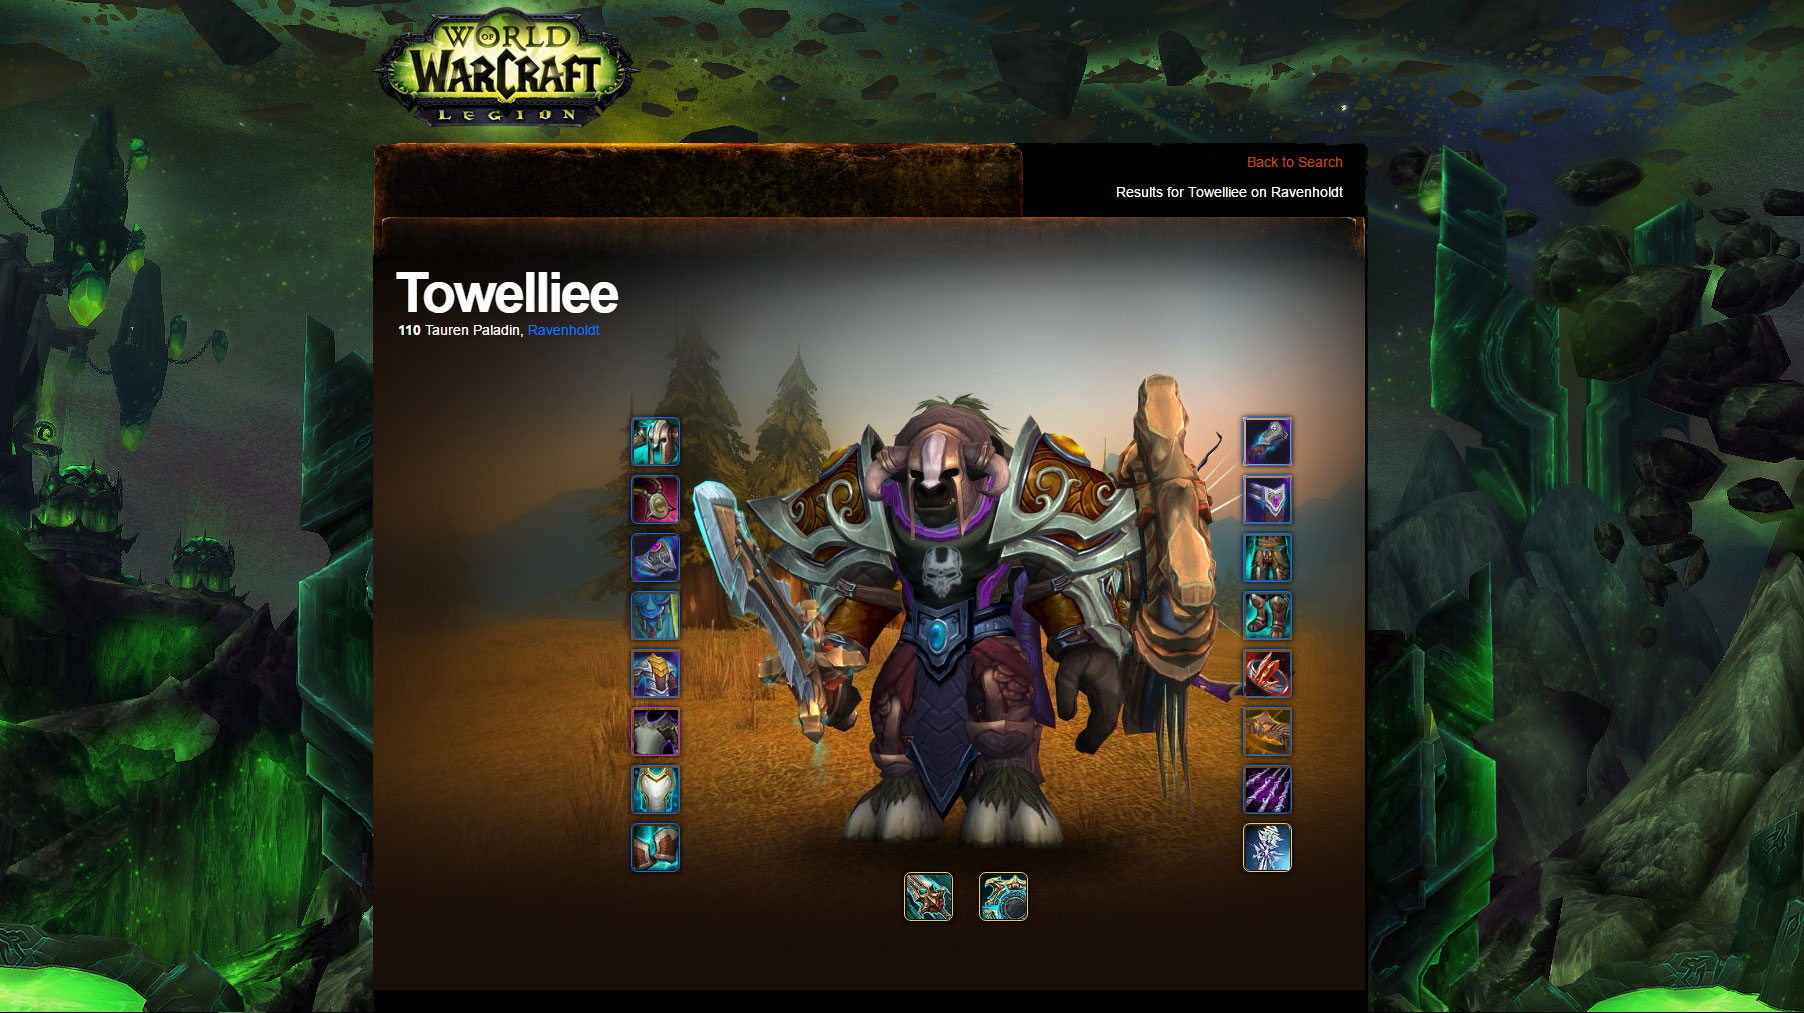 WORLD OF
WARCRAFT
LEGION
Back to Search
Results for Towelliee on Ravenholdt
Towelliee
110 Tauren Paladin, Ravenholdt